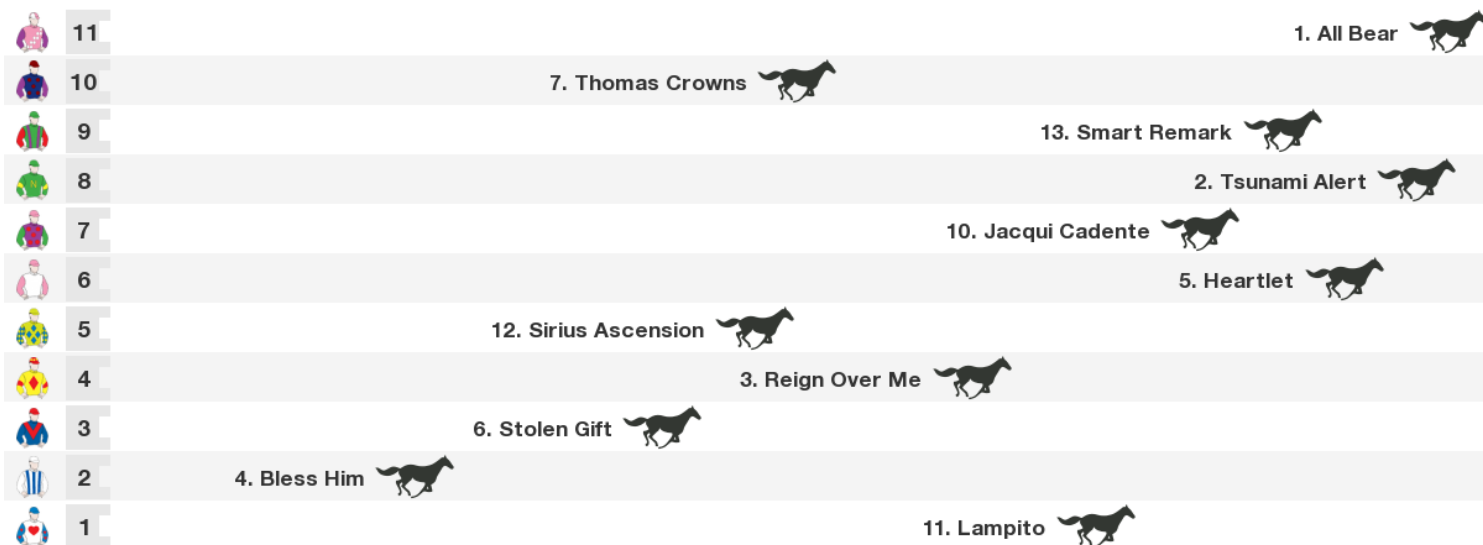 11 1. All Bear
10 7. Thomas Crowns
9 13. Smart Remark
8 N 2. Tsunami Alert
7 10. Jacqui Cadente
6 5. Heartlet
5 12. Sirius Ascension
4 3. Reign Over Me
3 6. Stolen Gift
2 4. Bless Him
1 11. Lampito